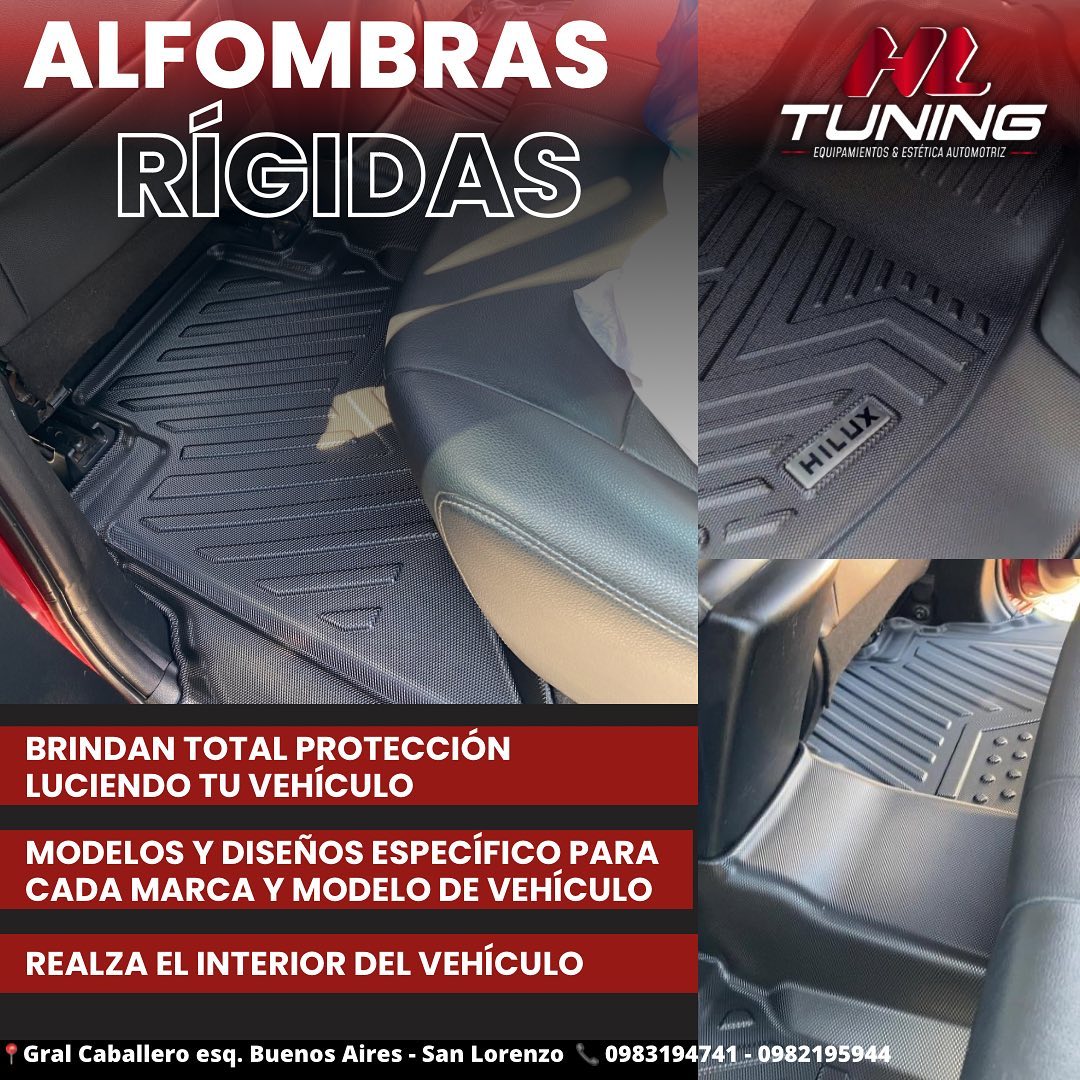 ALFOMBRAS
RÍGIDAS
HL
TUNING
EQUIPAMIENTOS & ESTÉTICA AUTOMOTRIZ
HILUX
BRINDAN TOTAL PROTECCIÓN
LUCIENDO TU VEHÍCULO
MODELOS Y DISEÑOS ESPECÍFICO PARA
CADA MARCA Y MODELO DE VEHÍCULO
REALZA EL INTERIOR DEL VEHÍCULO
Gral Caballero esq. Buenos Aires - San Lorenzo 0983194741 - 0982195944